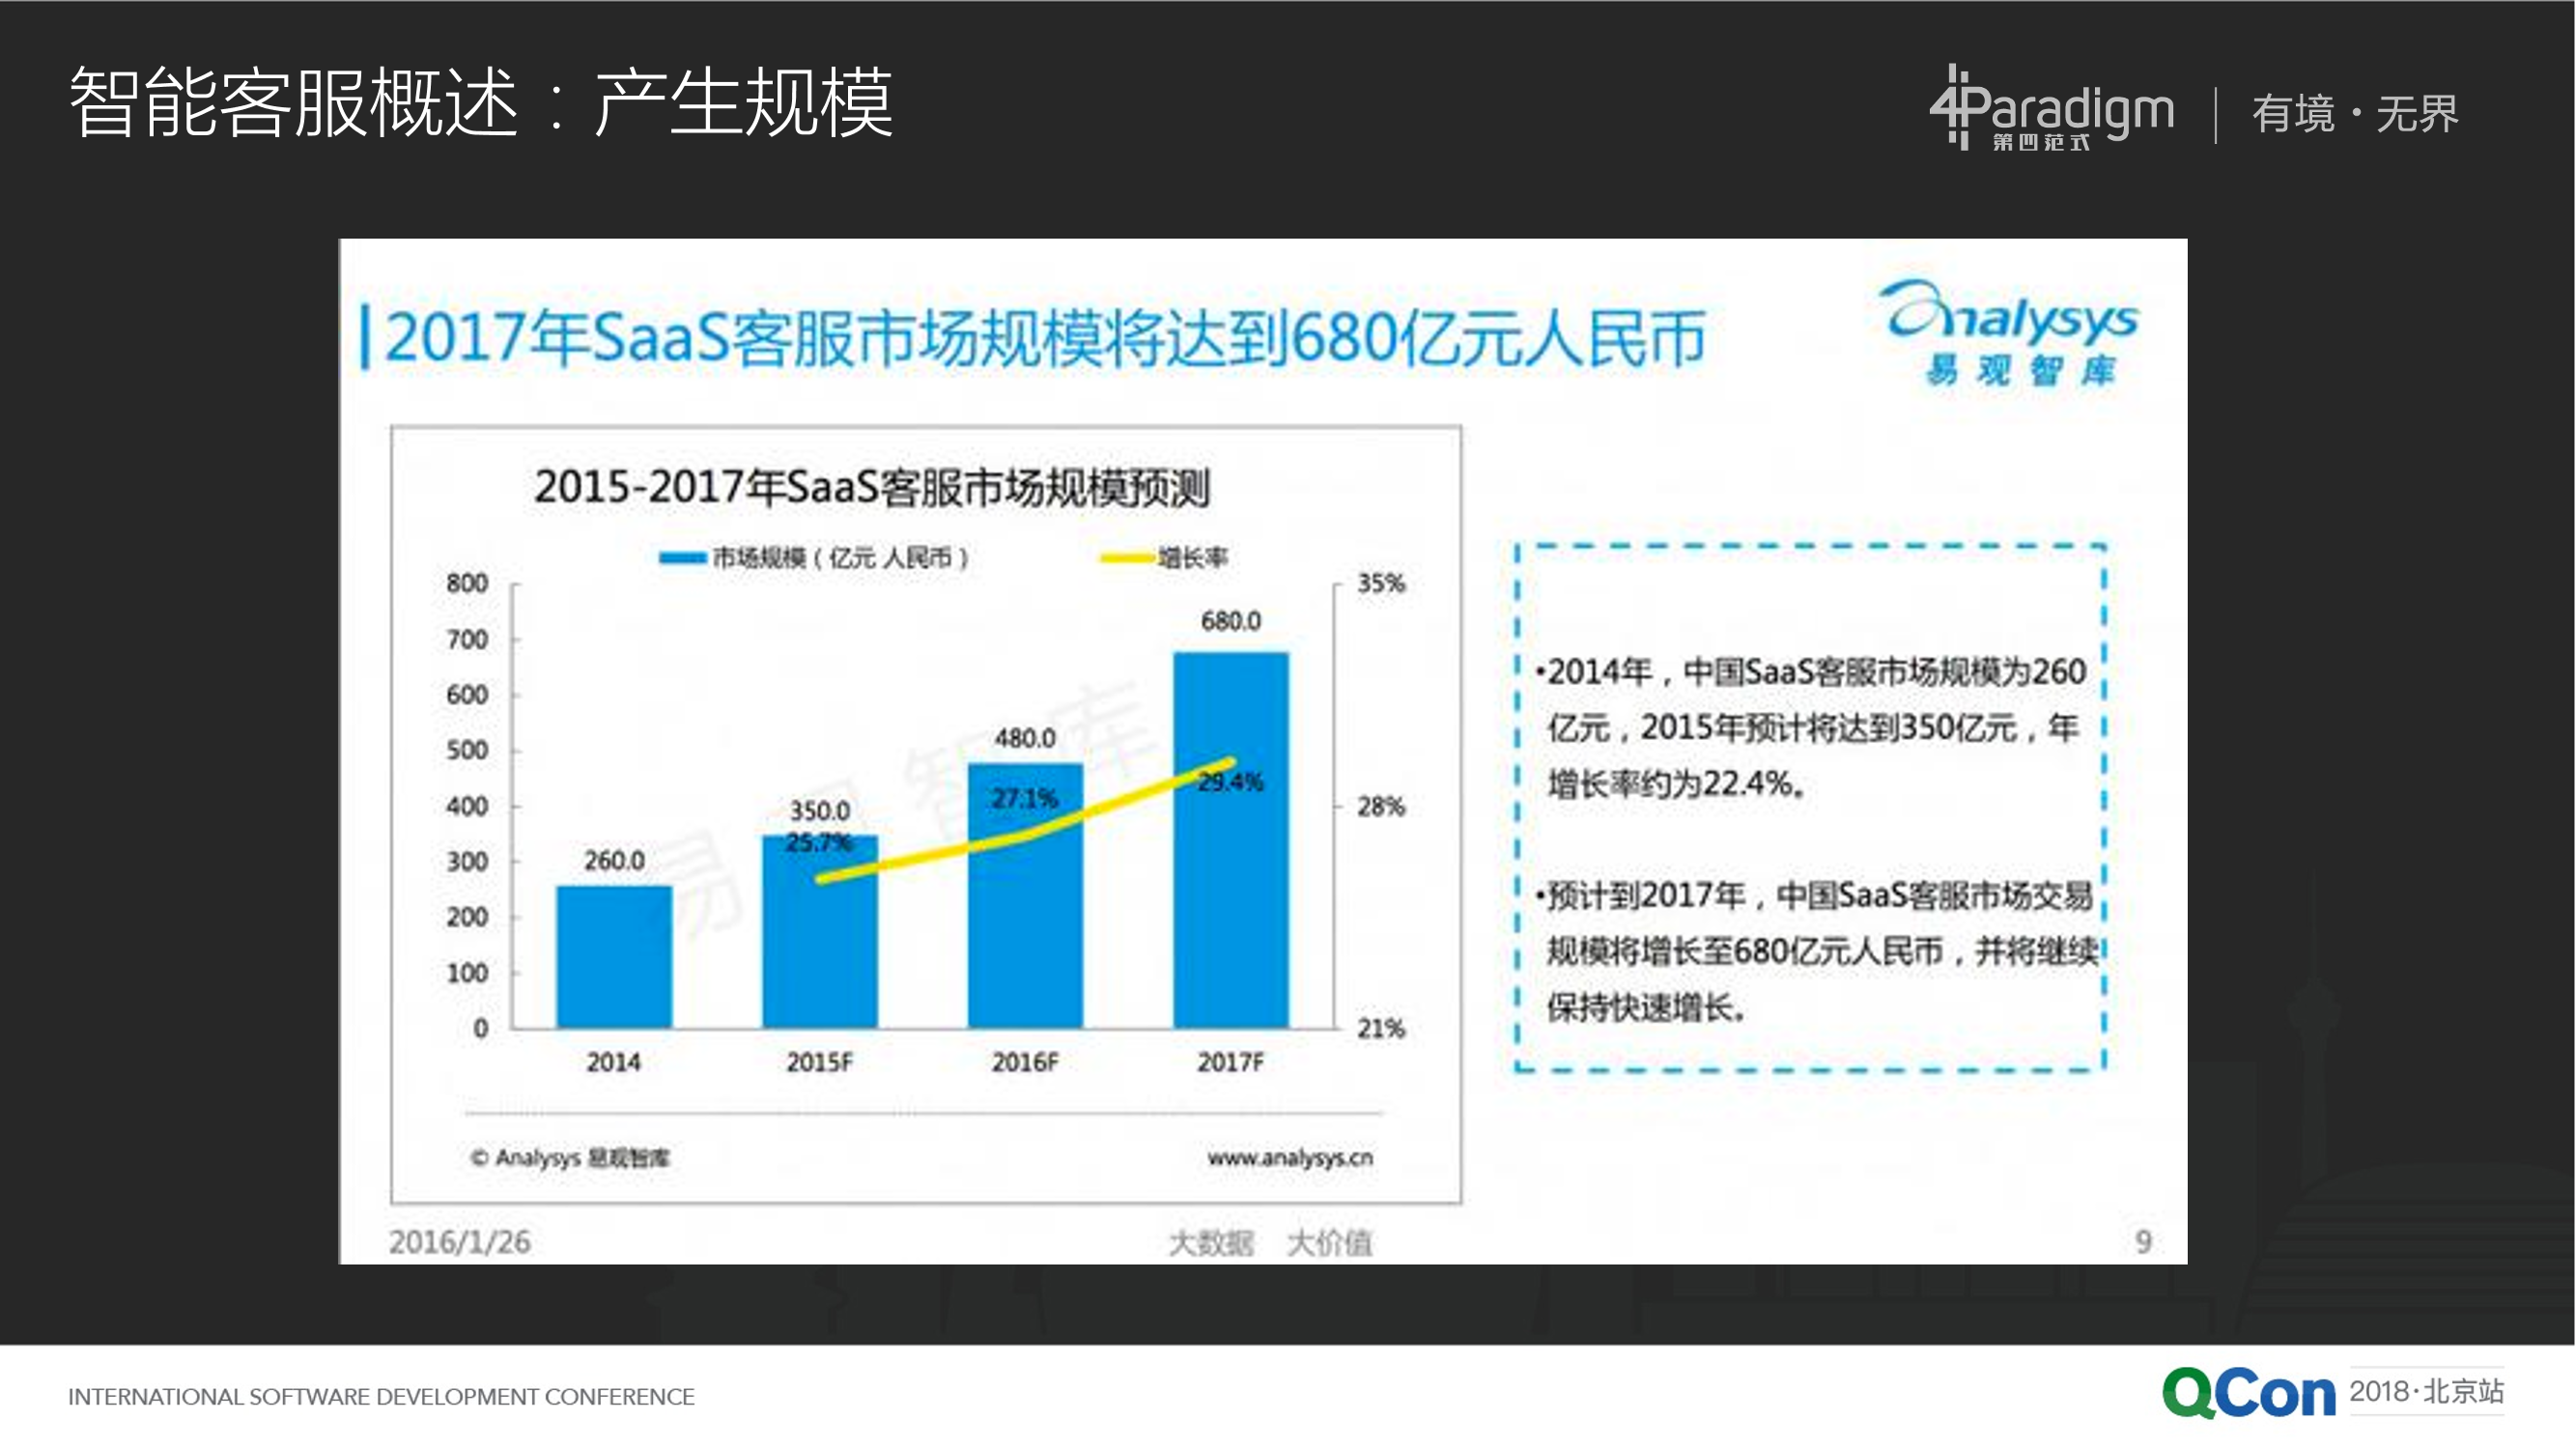 智能客服概述：产生规模
4Paradigm
第四范式
有境·无界
2017年SaaS客服市场规模将达到680亿元人民币
analysys
易观智库
2015-2017年SaaS客服市场规模预测
市场规模（亿元 人民币） 增长率
800
700
600
500
400
300
200
100
0
260.0
350.0
25.7%
480.0
27.1%
680.0
29.4%
35%
28%
21%
2014 2015F 2016F 2017F
易观智库
© Analysys 易观智库 www.analysys.cn
•2014年，中国SaaS客服市场规模为260
亿元，2015年预计将达到350亿元，年
增长率约为22.4%。
•预计到2017年，中国SaaS客服市场交易
规模将增长至680亿元人民币，并将继续
保持快速增长。
2016/1/26 大数据 大价值 9
INTERNATIONAL SOFTWARE DEVELOPMENT CONFERENCE
QCon 2018·北京站